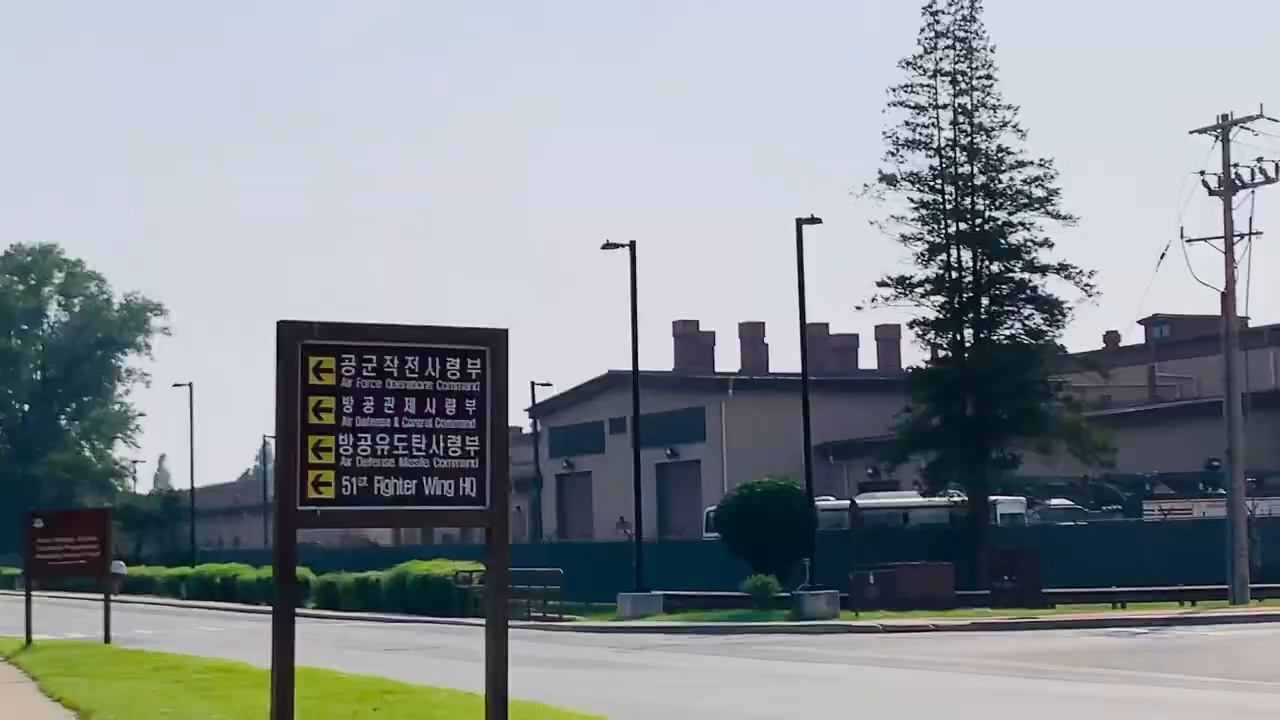 공군작전사령부
Air Force Operations Command
방공관제사령부
Air Defense & Control Command
방공유도탄사령부
Air Defense Missile Command
51st Fighter Wing HQ